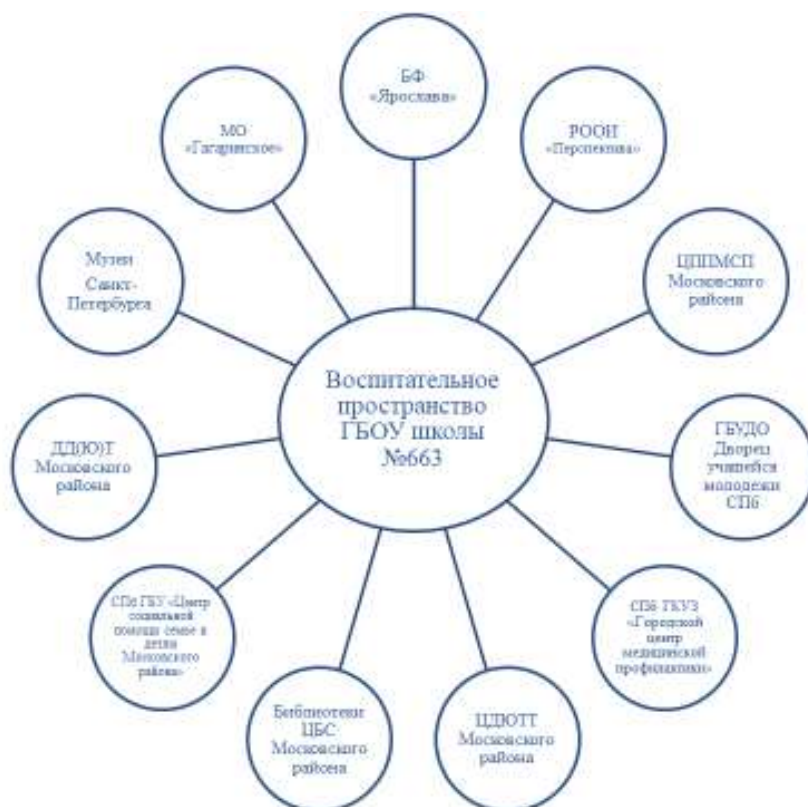 БФ
«Ярослава»
МО
«Гагаринское»
РООИ
«Перспектива»
Музеи
Санкт-
Петербурга
ЦППМСП
Московского
района
Воспитательное
пространство
ГБОУ школы
№663
ДД(Ю)Т
Московского
района
ГБУДО
Дворец
учащейся
молодежи
СПб
СПб ГБУ «Центр
социальной
помощи семье и
детям
Московского
района»
СПб ГКУЗ
«Городской
центр
медицинской
профилактики»
Библиотеки
ЦБС
Московского
района
ЦДЮТТ
Московского
района